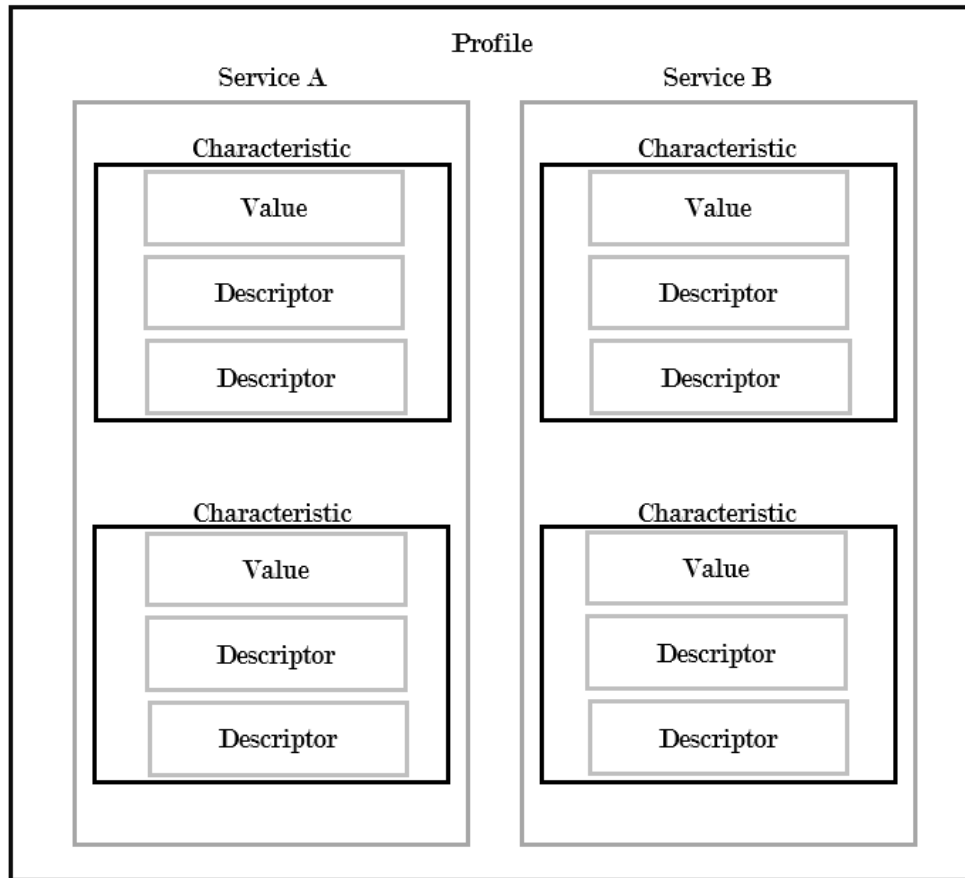 Profile
Service A
Characteristic
Value
Descriptor
Descriptor
Characteristic
Value
Descriptor
Descriptor
Service B
Characteristic
Value
Descriptor
Descriptor
Characteristic
Value
Descriptor
Descriptor